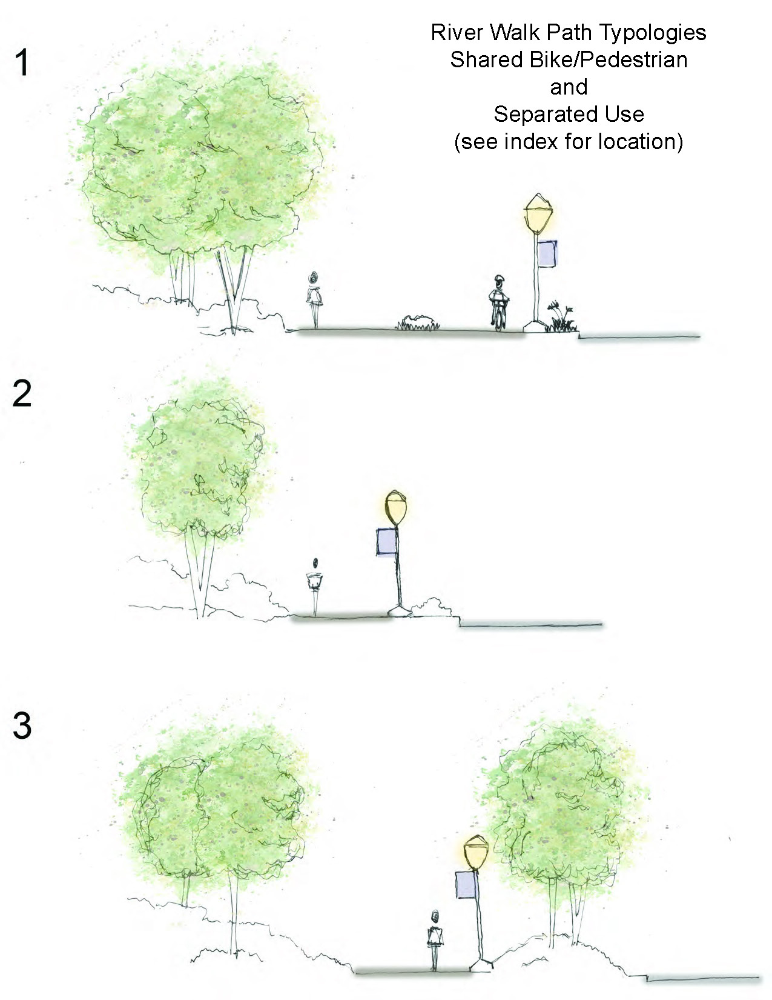 River Walk Path Typologies
Shared Bike/Pedestrian
and
Separated Use
(see index for location)
1
2
3